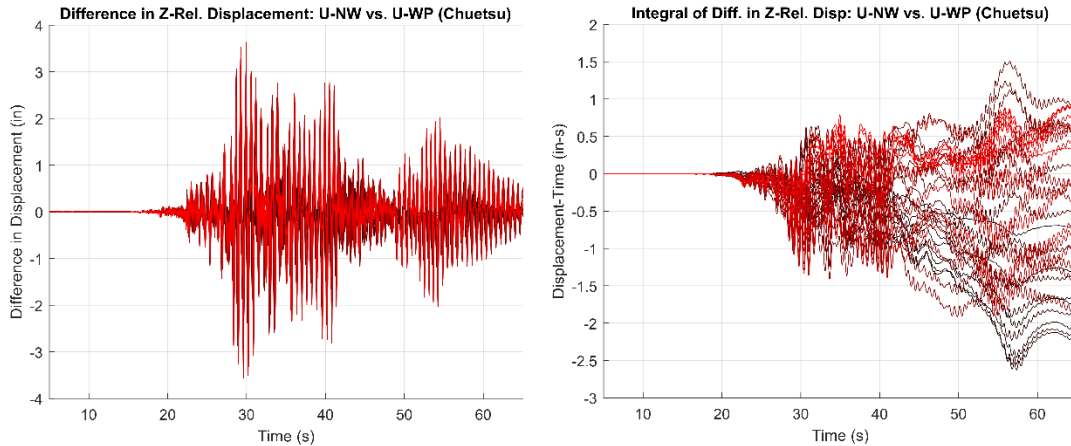 Difference in Z-Rel. Displacement: U-NW vs. U-WP (Chuetsu)
Difference in Displacement (in)
4
3
2
1
0
-1
-2
-3
-4
10 20 30 40 50 60
Time (s)
Integral of Diff. in Z-Rel. Disp: U-NW vs. U-WP (Chuetsu)
Displacement-Time (in-s)
2
1.5
1
0.5
0
-0.5
-1
-1.5
-2
-2.5
-3
10 20 30 40 50 60
Time (s)